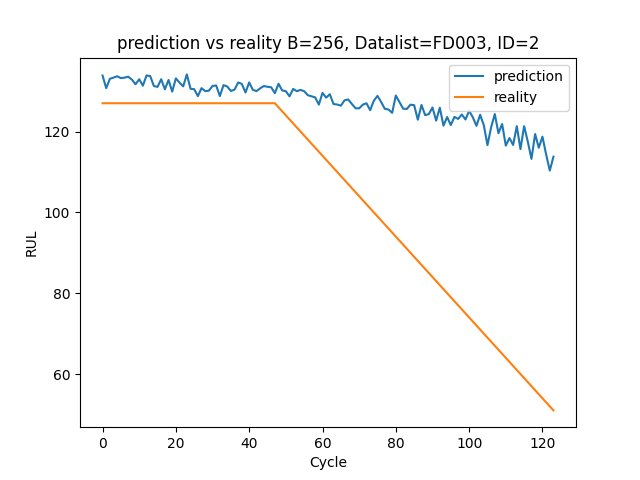 prediction vs reality B=256, Datalist=FD003, ID=2
prediction
reality
120
100
80
60
RUL
0 20 40 60 80 100 120
Cycle